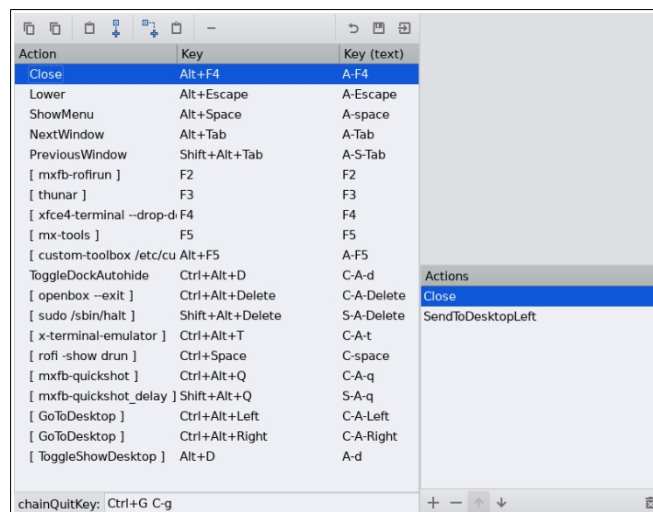 Action Key Key (text)
Close Alt+F4 A-F4
Lower Alt+Escape A-Escape
ShowMenu Alt+Space A-space
NextWindow Alt+Tab A-Tab
PreviousWindow Shift+Alt+Tab A-S-Tab
[ mxfb-rofirun ] F2 F2
[ thunar ] F3 F3
[ xfce4-terminal --drop-d F4 F4
[ mx-tools ] F5 F5
[ custom-toolbox /etc/cu Alt+F5 A-F5
ToggleDockAutohide Ctrl+Alt+D C-A-d
[ openbox --exit ] Ctrl+Alt+Delete C-A-Delete
[ sudo /sbin/halt ] Shift+Alt+Delete S-A-Delete
[ x-terminal-emulator ] Ctrl+Alt+T C-A-t
[ rofi -show drun ] Ctrl+Space C-space
[ mxfb-quickshot ] Ctrl+Alt+Q C-A-q
[ mxfb-quickshot_delay ] Shift+Alt+Q S-A-q
[ GoToDesktop ] Ctrl+Alt+Left C-A-Left
[ GoToDesktop ] Ctrl+Alt+Right C-A-Right
[ ToggleShowDesktop ] Alt+D A-d
chainQuitKey: Ctrl+G C-g
Actions
Close
SendToDesktopLeft